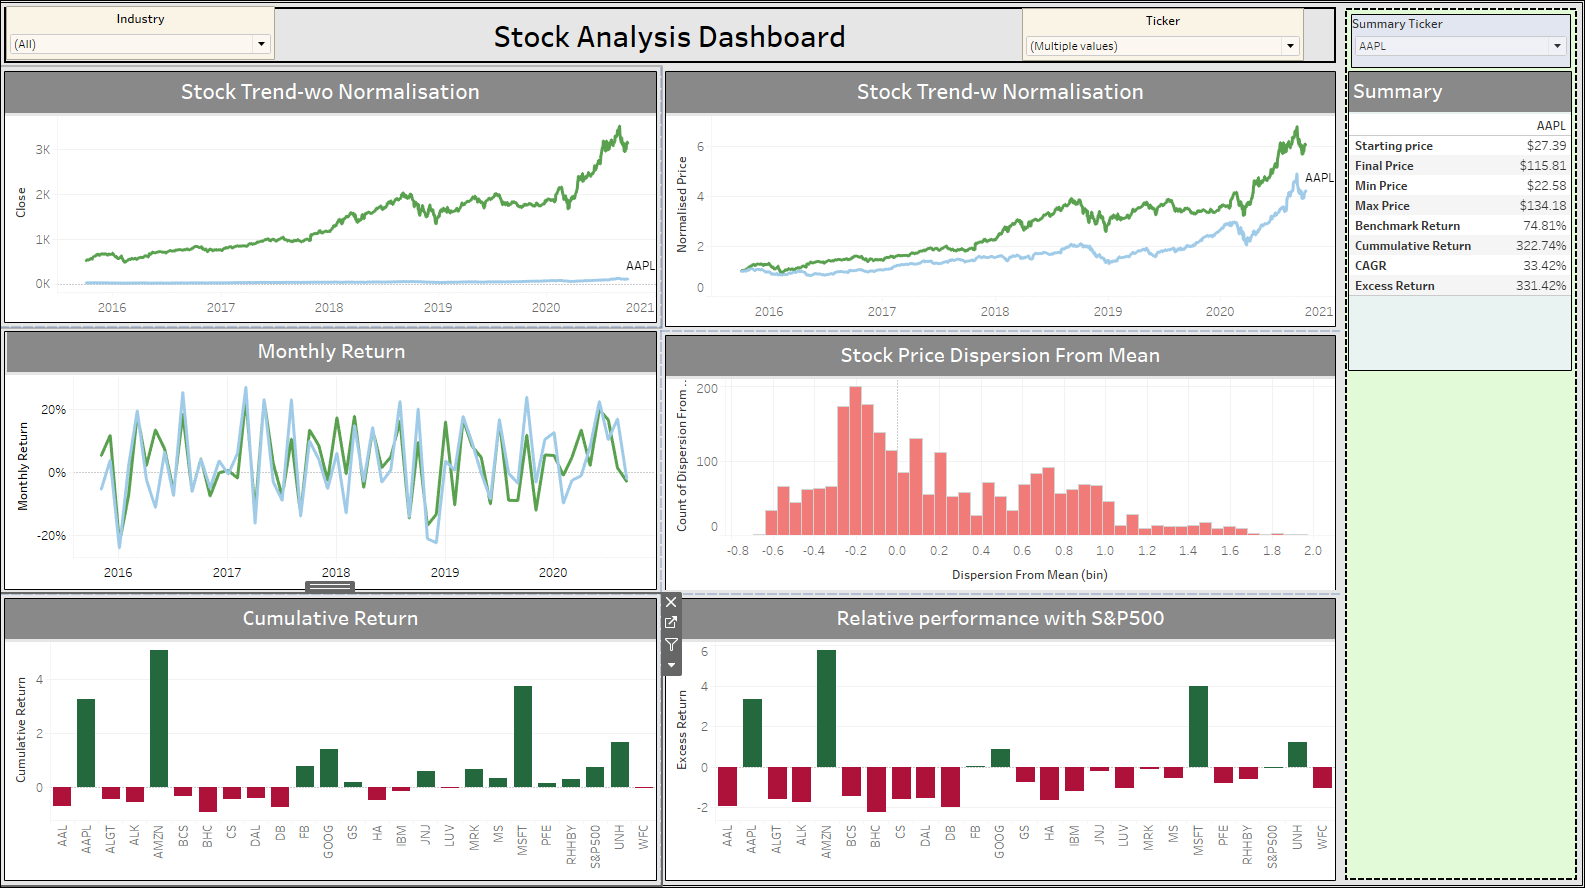 Industry
(All)
Stock Analysis Dashboard
Ticker
(Multiple values)
Summary Ticker
AAPL
Stock Trend-wo Normalisation
Close
3K
2K
1K
0K
AAPL
2016 2017 2018 2019 2020 2021
Stock Trend-w Normalisation
Normalised Price
6
4
2
0
AAPL
2016 2017 2018 2019 2020 2021
Summary
AAPL
Starting price $27.39
Final Price $115.81
Min Price $22.58
Max Price $134.18
Benchmark Return 74.81%
Cummulative Return 322.74%
CAGR 33.42%
Excess Return 331.42%
Monthly Return
Monthly Return
20%
0%
-20%
2016 2017 2018 2019 2020
Stock Price Dispersion From Mean
Count of Dispersion From ..
200
100
0
-0.8 -0.6 -0.4 -0.2 0.0 0.2 0.4 0.6 0.8 1.0 1.2 1.4 1.6 1.8 2.0
Dispersion From Mean (bin)
Cumulative Return
Cumulative Return
4
2
0
AAL AAPL ALGT ALK AMZN BCS BHC CS DAL DB FB GOOG GS HA IBM JNJ LUV MRK MS MSFT PFE RHHBY S&P500 UNH WFC
Relative performance with S&P500
Excess Return
6
4
2
0
-2
AAL AAPL ALGT ALK AMZN BCS BHC CS DAL DB FB GOOG GS HA IBM JNJ LUV MRK MS MSFT PFE RHHBY S&P500 UNH WFC